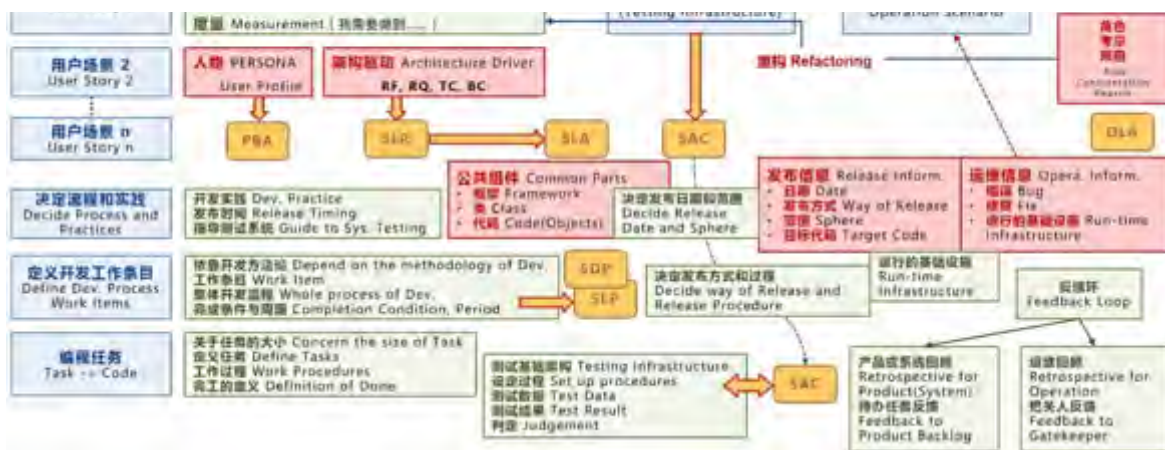 度量 Measurement (我需要做到......)
(Testing Infrastructure)
Operation Scenario
用户场景 2
User Story 2
人物 PERSONA
User Profile
架构驱动 Architecture Driver
RF, RQ, TC, BC
重构 Refactoring
角色
考虑
用户场景 n
User Story n
PBA
SLR
SLA
SAC
OLA
公共组件 Common Parts
• 框架 Framework
• 类 Class
• 代码 Code(Objects)
发布信息 Release Inform.
• 日期 Date
• 发布方式 Way of Release
• 范围 Sphere
• 目标代码 Target Code
运维信息 Opera. Inform.
• 错误 Bug
• 修复 Fix
• 运行的基础设施 Run-time
Infrastructure
决定流程和实践
Decide Process and
Practices
开发实践 Dev. Practice
发布时间 Release Timing
指导测试系统 Guide to Sys. Testing
决定发布日期和范围
Decide Release
Date and Sphere
定义开发工作条目
Define Dev. Process
Work Items
依靠开发方法论 Depend on the methodology of Dev.
工作条目 Work Item
整体开发流程 Whole process of Dev.
完成条件与周期 Completion Condition, Period
SDP
SLP
决定发布方式和过程
Decide way of Release and
Release Procedure
运行的基础设施
Run-time
Infrastructure
反馈环
Feedback Loop
编程任务
Task -> Code
关于任务的大小 Concern the size of Task
定义任务 Define Tasks
工作过程 Work Procedures
完工的定义 Definition of Done
测试基础架构 Testing Infrastructure
设定过程 Set up procedures
测试数据 Test Data
测试结果 Test Result
判定 Judgement
SAC
产品或系统回顾
Retrospective for
Product(System)
待办任务反馈
Feedback to
Product Backlog
运维回顾
Retrospective for
Operation
把关人反馈
Feedback to
Gatekeeper